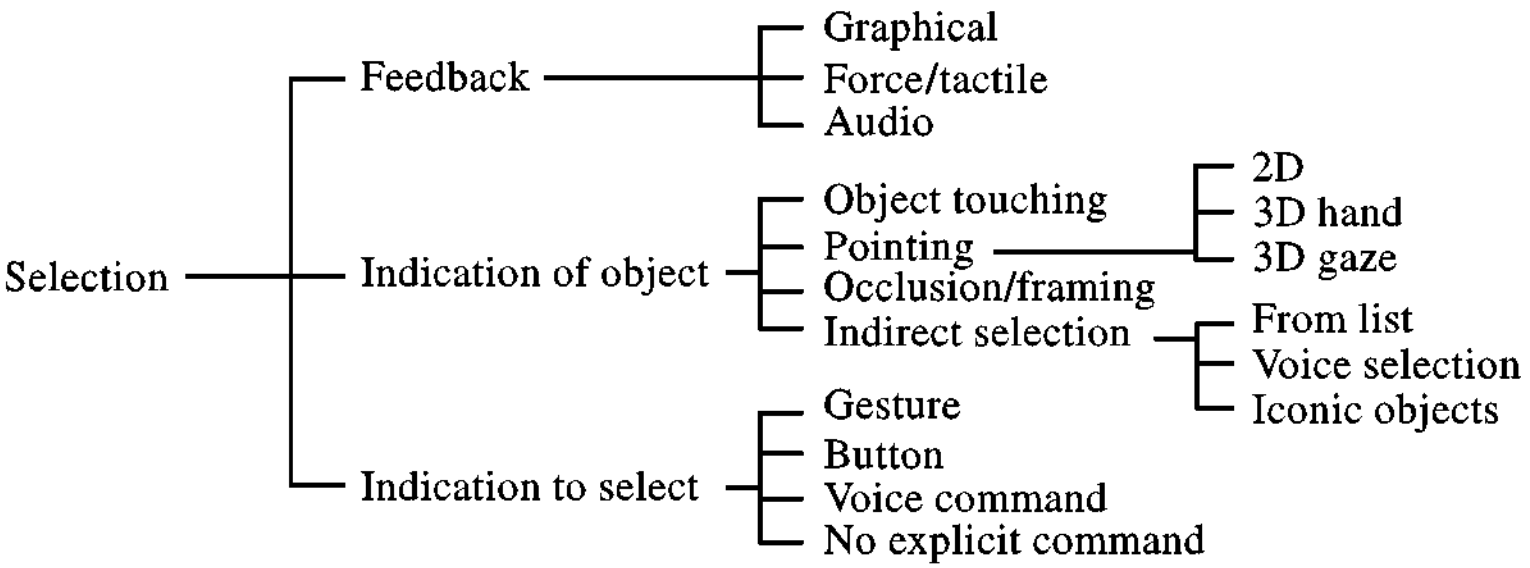 Selection
Feedback
Graphical
Force/tactile
Audio
Indication of object
Object touching
Pointing
2D
3D hand
3D gaze
Occlusion/framing
Indirect selection
From list
Voice selection
Iconic objects
Indication to select
Gesture
Button
Voice command
No explicit command